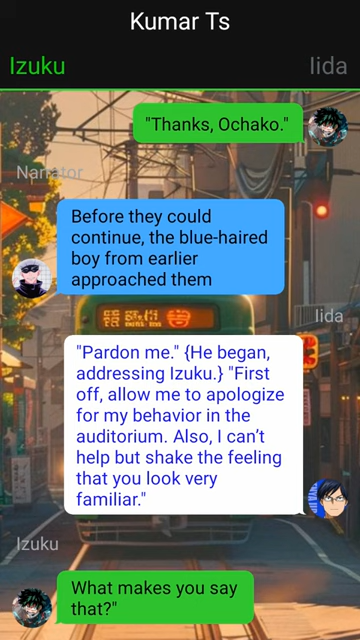 Kumar Ts
Izuku
Iida
"Thanks, Ochako."
Narrator
Before they could
continue, the blue-haired
boy from earlier
approached them
Iida
"Pardon me." {He began,
addressing Izuku.} "First
off, allow me to apologize
for my behavior in the
auditorium. Also, I can’t
help but shake the feeling
that you look very
familiar."
Izuku
What makes you say
that?"